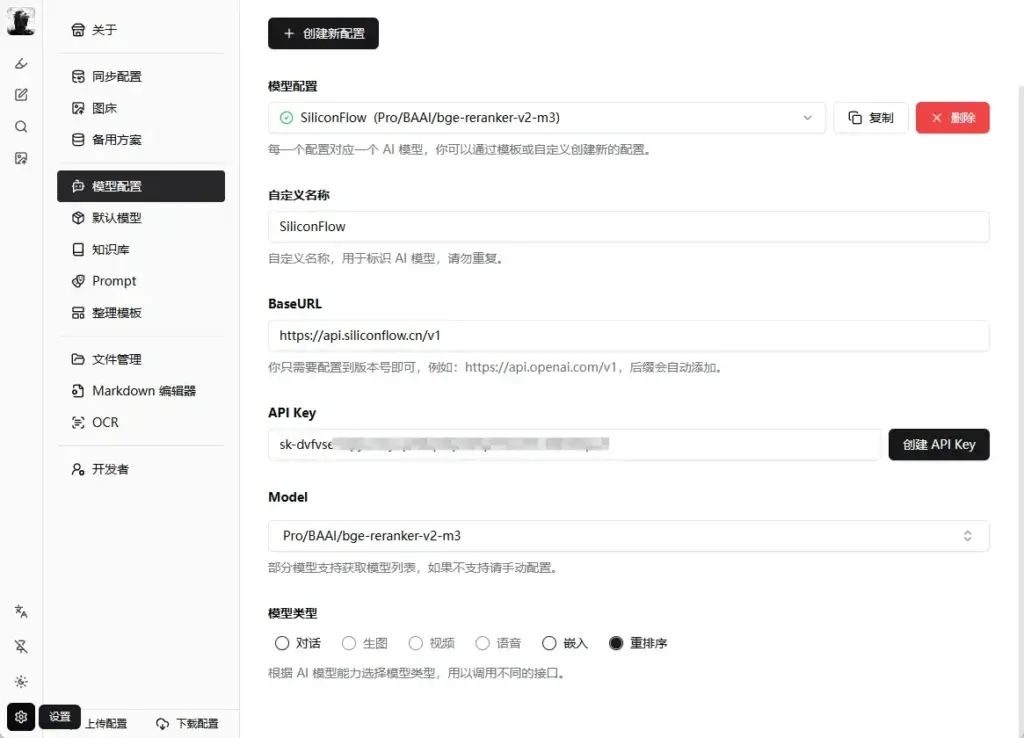 关于
同步配置
图床
备用方案
模型配置
默认模型
知识库
Prompt
整理模板
文件管理
Markdown 编辑器
OCR
开发者
设置
上传配置
下载配置
创建新配置
模型配置
SiliconFlow (Pro/BAAI/bge-reranker-v2-m3)
复制
删除
每一个配置对应一个 AI 模型，你可以通过模板或自定义创建新的配置。
自定义名称
SiliconFlow
自定义名称，用于标识 AI 模型，请勿重复。
BaseURL
https://api.siliconflow.cn/v1
你只需要配置到版本号即可，例如：https://api.openai.com/v1，后缀会自动添加。
API Key
sk-dvfvse
创建 API Key
Model
Pro/BAAI/bge-reranker-v2-m3
部分模型支持获取模型列表，如果不支持请手动配置。
模型类型
对话 生图 视频 语音 嵌入 重排序
根据 AI 模型能力选择模型类型，用以调用不同的接口。